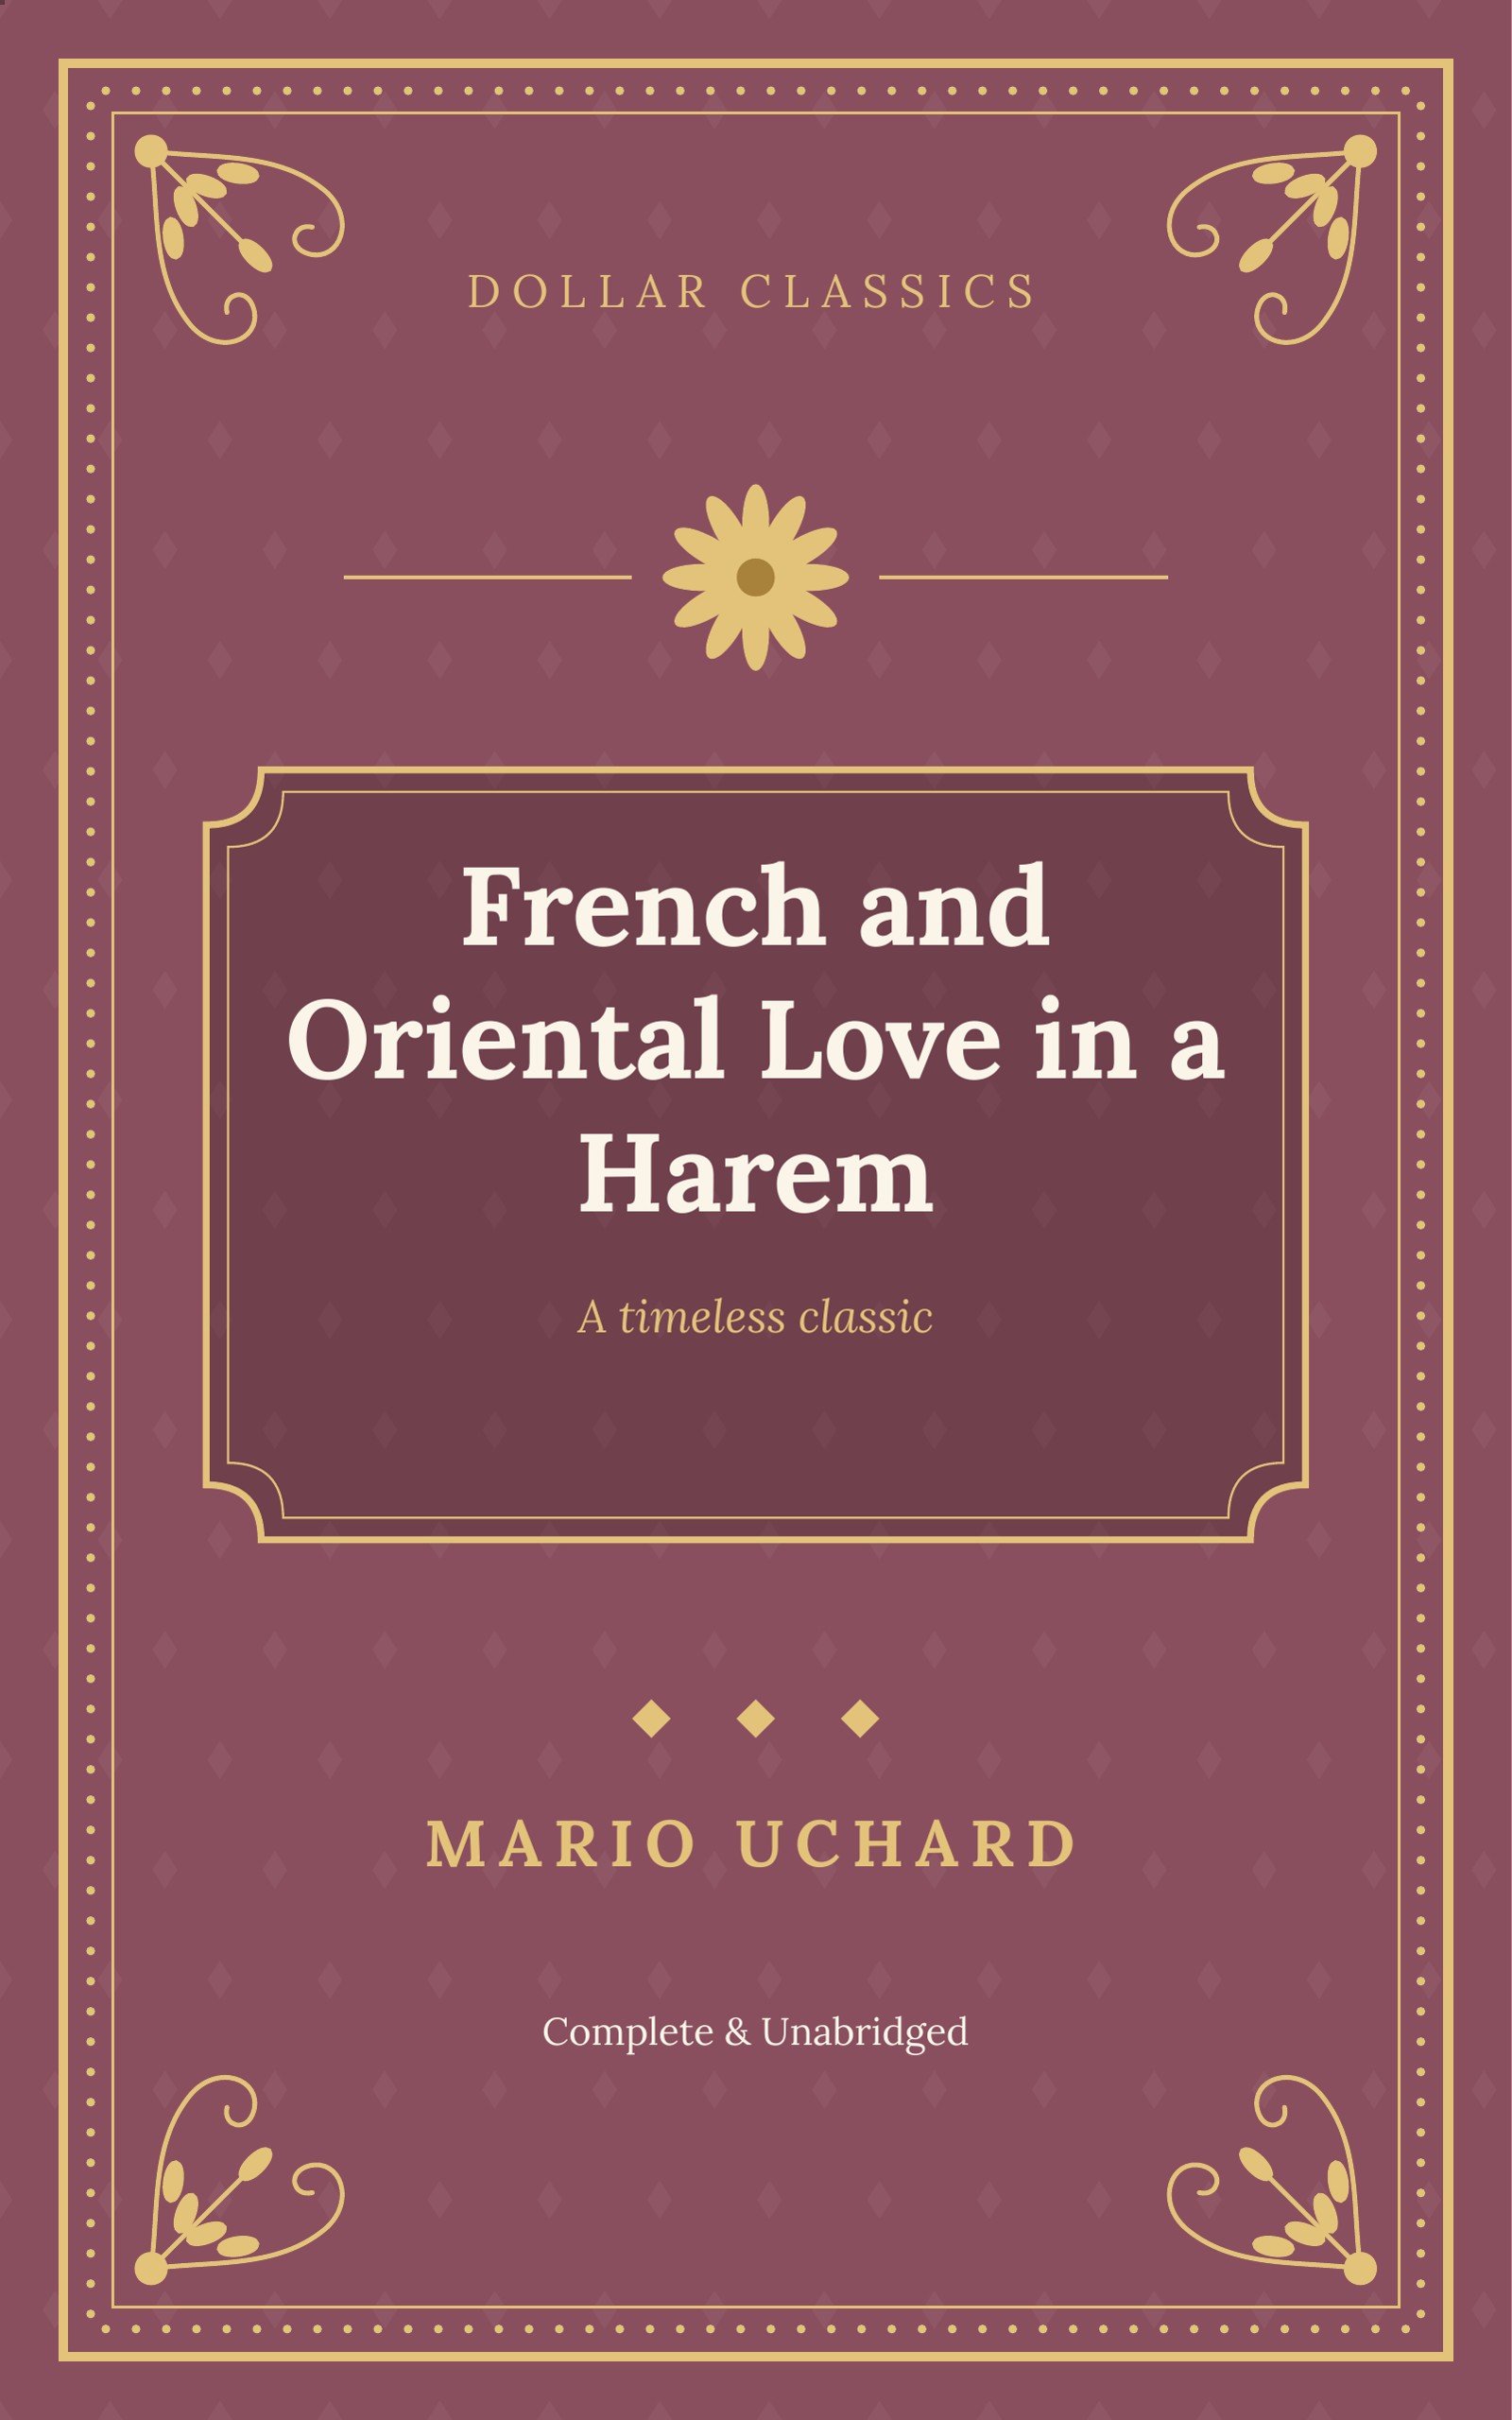 DOLLAR CLASSICS
French and
Oriental Love in a
Harem
A timeless classic
MARIO UCHARD
Complete & Unabridged